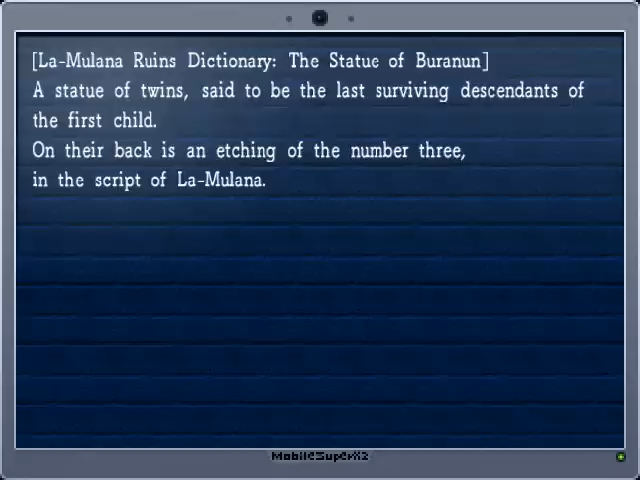 [La-Mulana Ruins Dictionary: The Statue of Buranun]
A statue of twins, said to be the last surviving descendants of
the first child.
On their back is an etching of the number three,
in the script of La-Mulana.
MobileSuperX2